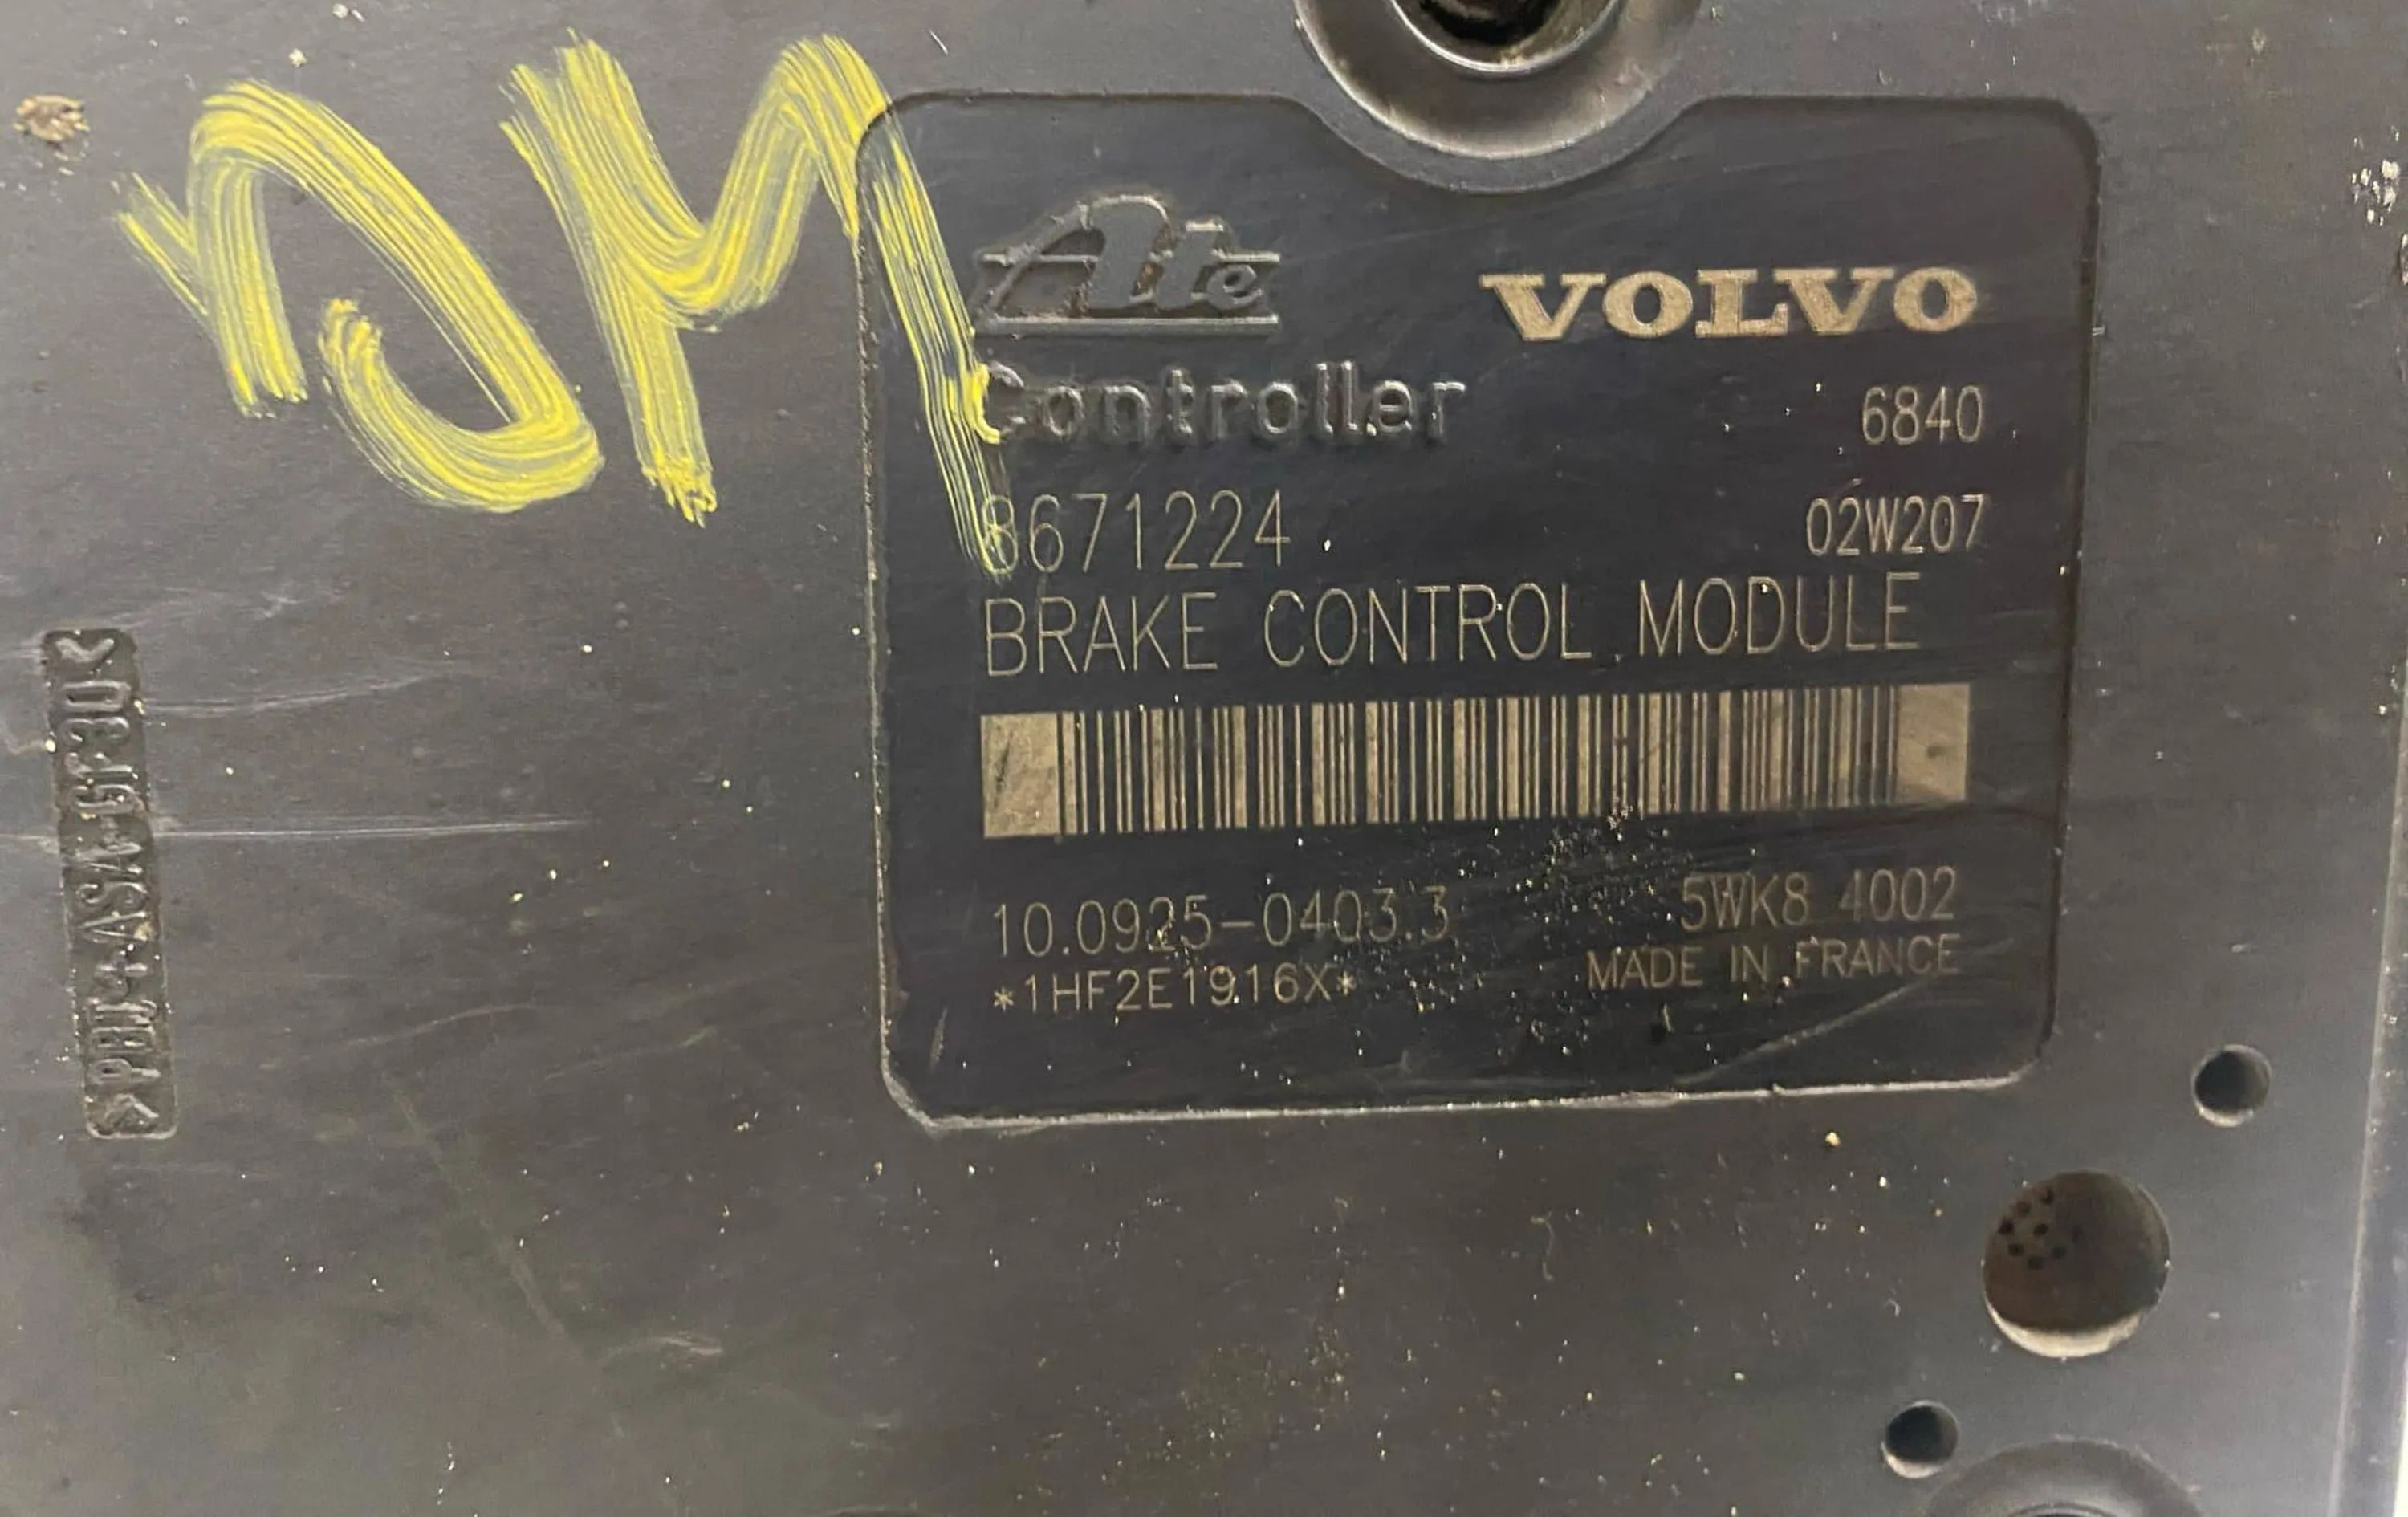 DM
Ate
VOLVO
Controller
6840
8671224
02W207
BRAKE CONTROL MODULE
10.0925-0403.3
5WK8 4002
*1HF2E1916X*
MADE IN FRANCE